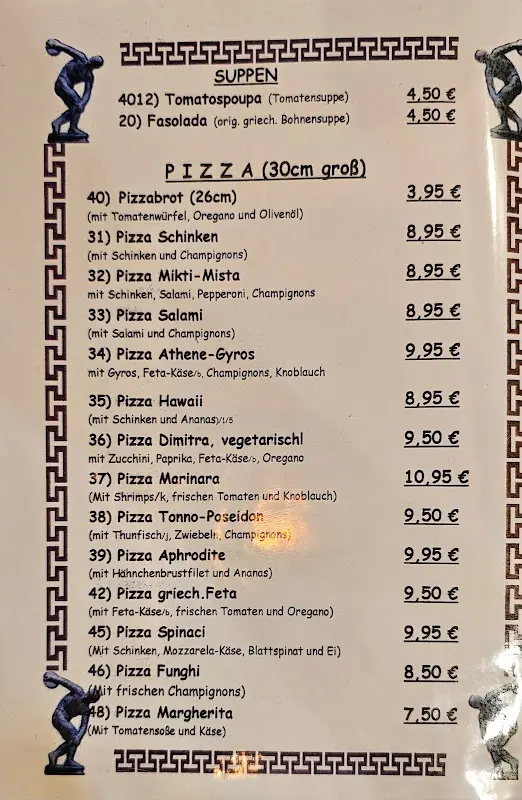 SUPPEN
4012) Tomatospoupa (Tomatensuppe) 4,50 €
20) Fasolada (orig. griech. Bohnensuppe) 4,50 €
P I Z Z A (30cm groß)
40) Pizzabrot (26cm) 3,95 €
(mit Tomatenwürfel, Oregano und Olivenöl)
31) Pizza Schinken 8,95 €
(mit Schinken und Champignons)
32) Pizza Mikti-Mista 8,95 €
mit Schinken, Salami, Pepperoni, Champignons
33) Pizza Salami 8,95 €
(mit Salami und Champignons)
34) Pizza Athene-Gyros 9,95 €
mit Gyros, Feta-Käse/b, Champignons, Knoblauch
35) Pizza Hawaii 8,95 €
(mit Schinken und Ananas)/1/5
36) Pizza Dimitra, vegetarisch! 9,50 €
mit Zucchini, Paprika, Feta-Käse/b, Oregano
37) Pizza Marinara 10,95 €
(Mit Shrimps/k, frischen Tomaten und Knoblauch)
38) Pizza Tonno-Poseidon 9,50 €
(mit Thunfisch/j, Zwiebeln, Champignons)
39) Pizza Aphrodite 9,95 €
(mit Hähnchenbrustfilet und Ananas)
42) Pizza griech.Feta 9,50 €
(mit Feta-Käse/b, frischen Tomaten und Oregano)
45) Pizza Spinaci 9,95 €
(Mit Schinken, Mozzarela-Käse, Blattspinat und Ei)
46) Pizza Funghi 8,50 €
(Mit frischen Champignons)
48) Pizza Margherita 7,50 €
(Mit Tomatensoße und Käse)